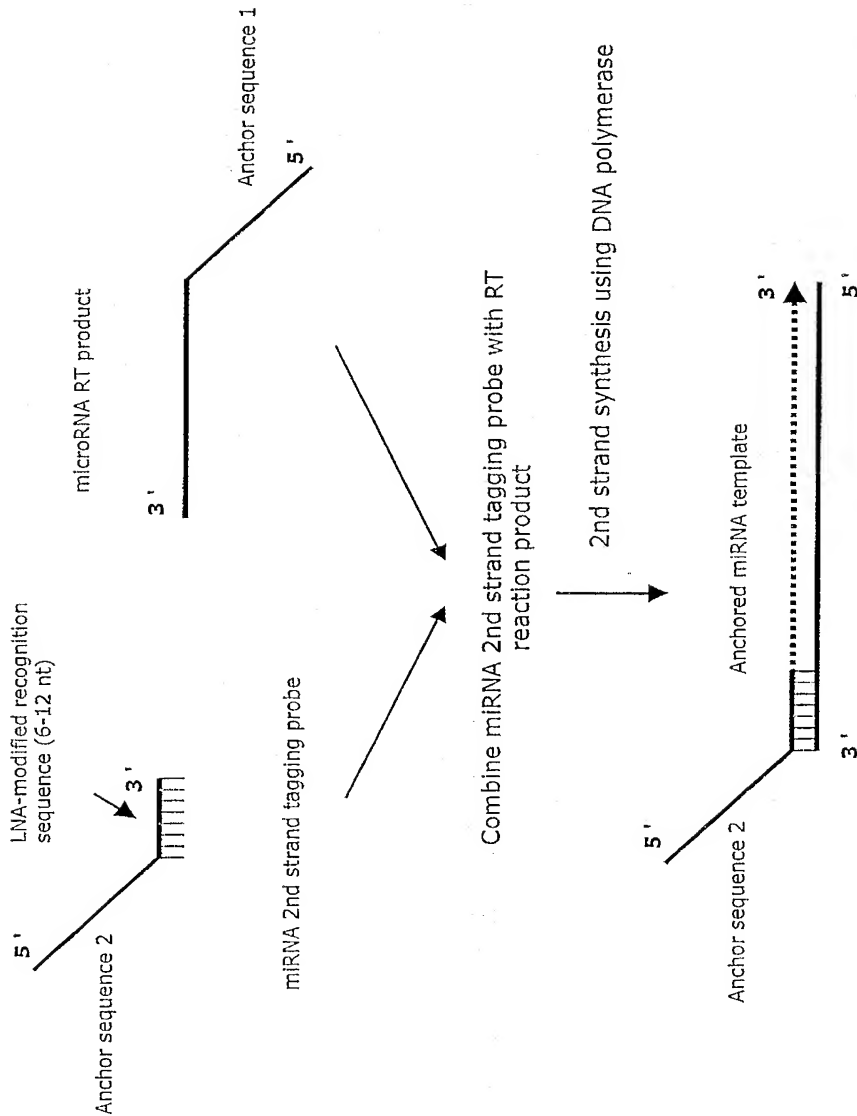 LNA-modified recognition
sequence (6-12 nt)
5'
3'
Anchor sequence 2
miRNA 2nd strand tagging probe
microRNA RT product
3'
Anchor sequence 1
5'
Combine miRNA 2nd strand tagging probe with RT
reaction product
2nd strand synthesis using DNA polymerase
5'
Anchor sequence 2
Anchored miRNA template
3'
3'
5'